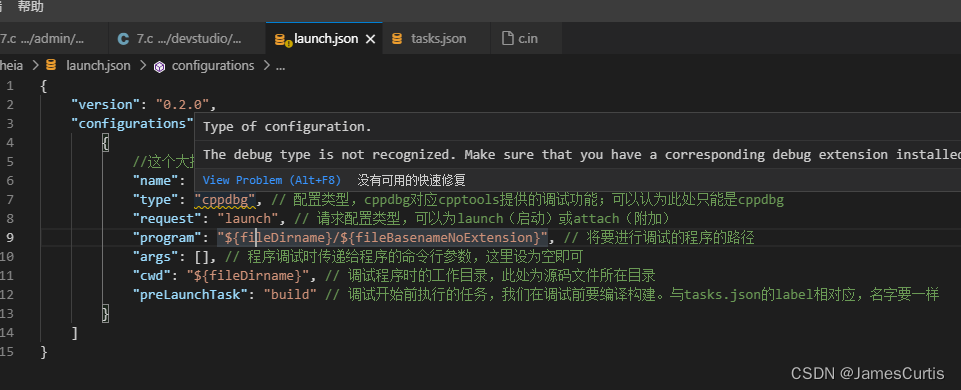 帮助
7.c .../admin/...
7.c .../devstudio/...
launch.json
tasks.json
c.in
heia > launch.json > configurations > ...
1 {
2 "version": "0.2.0",
3 "configurations"
Type of configuration.
4 {
The debug type is not recognized. Make sure that you have a corresponding debug extension installed
5 //这个大
6 "name":
View Problem (Alt+F8) 没有可用的快速修复
7 "type": "cppdbg", // 配置类型，cppdbg对应cpptools提供的调试功能；可以认为此处只能是cppdbg
8 "request": "launch", // 请求配置类型，可以为launch（启动）或attach（附加）
9 "program": "${fileDirname}/${fileBasenameNoExtension}", // 将要进行调试的程序的路径
10 "args": [], // 程序调试时传递给程序的命令行参数，这里设为空即可
11 "cwd": "${fileDirname}", // 调试程序时的工作目录，此处为源码文件所在目录
12 "preLaunchTask": "build" // 调试开始前执行的任务，我们在调试前要编译构建。与tasks.json的label相对应，名字要一样
13 }
14 ]
15 }
CSDN @JamesCurtis